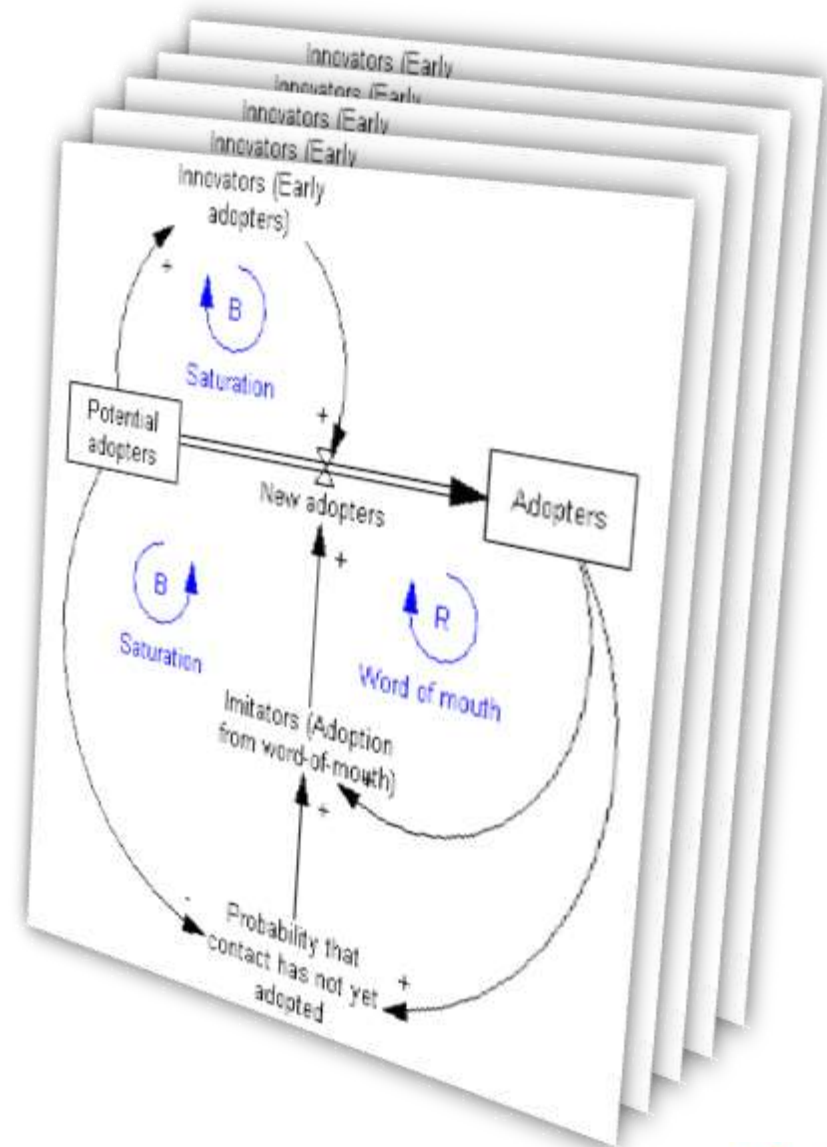 Innovators (Early
Innovators (Early
Innovators (Early
Innovators (Early
Innovators (Early
adopters)
+
B
Saturation
+
Potential
adopters
New adopters
Adopters
+
B
Saturation
R
Word of mouth
Imitators (Adoption
from word-of-mouth)
+
+
-
Probability that
contact has not yet
adopted
+